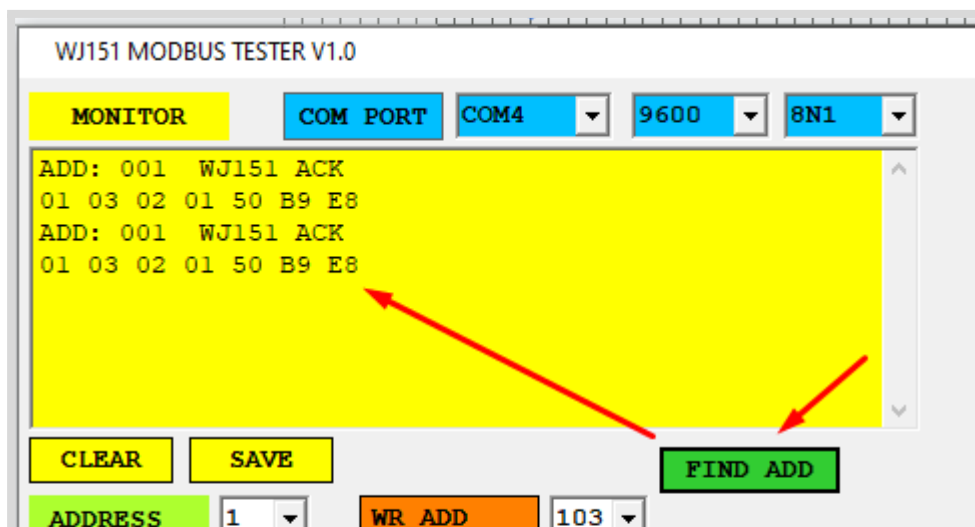 WJ151 MODBUS TESTER V1.0
MONITOR COM PORT COM4 9600 8N1
ADD: 001 WJ151 ACK
01 03 02 01 50 B9 E8
ADD: 001 WJ151 ACK
01 03 02 01 50 B9 E8
CLEAR SAVE FIND ADD
ADDRESS 1 WR ADD 103